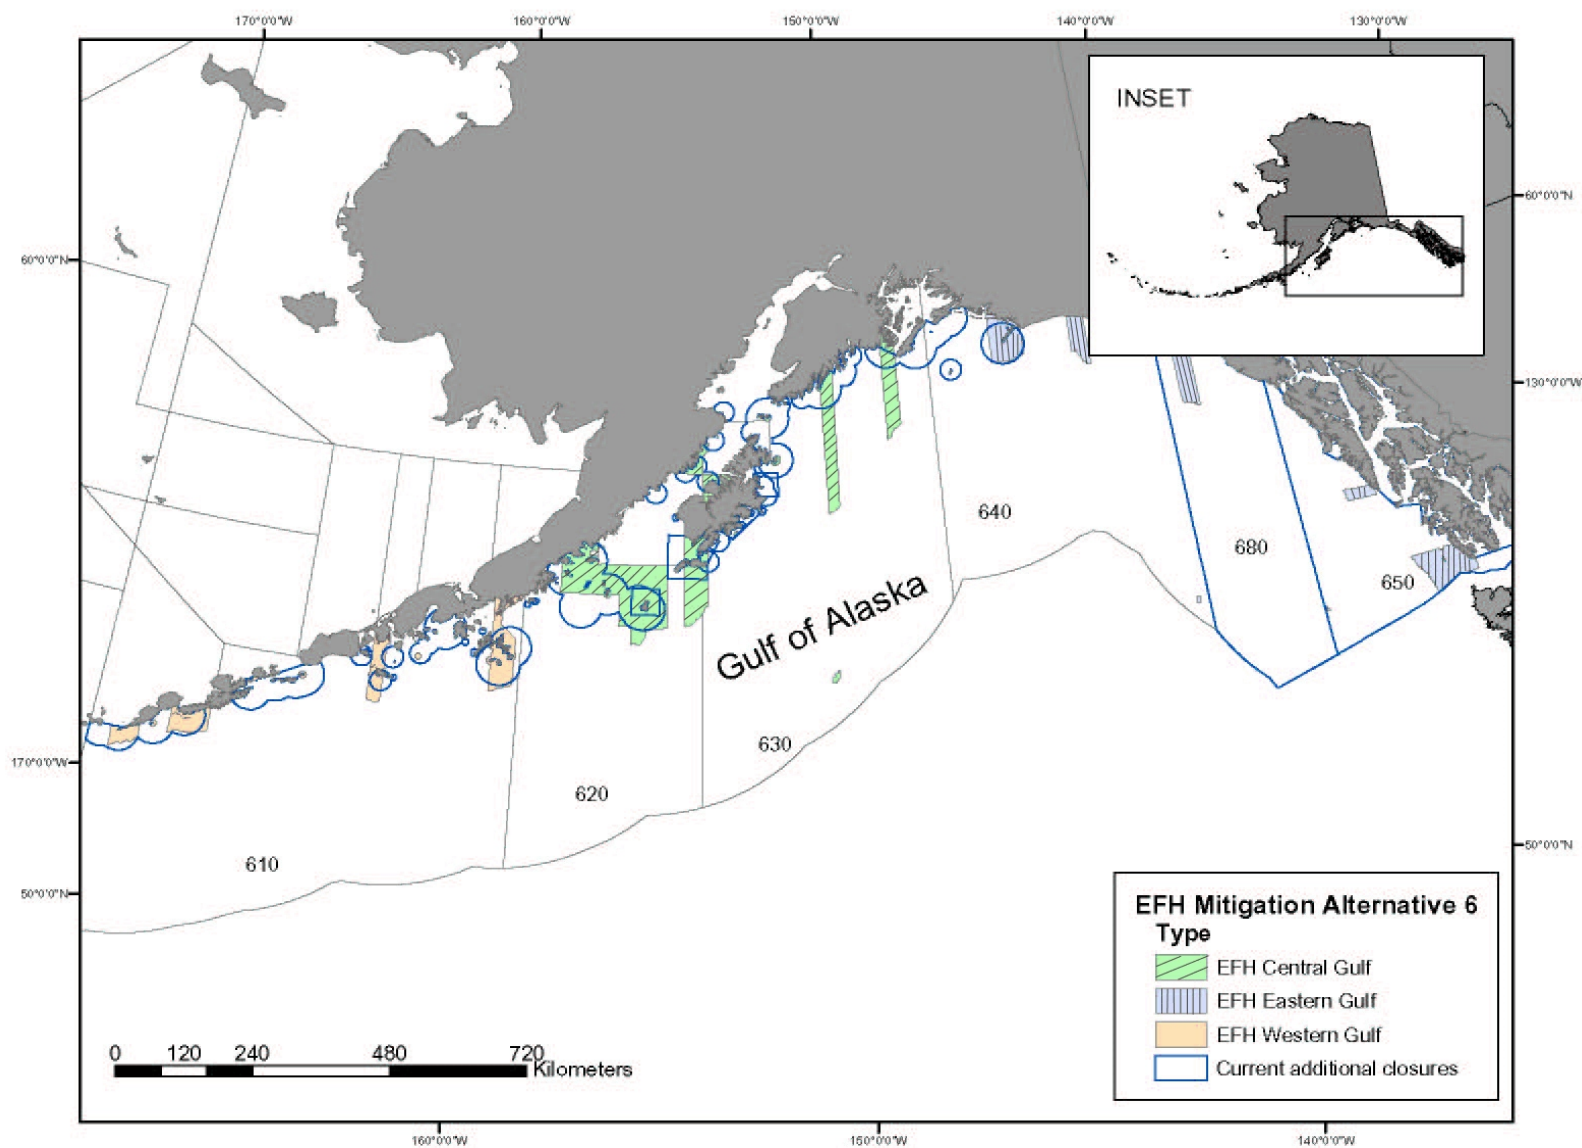 170°0'0"W
160°0'0"W
150°0'0"W
140°0'0"W
130°0'0"W
INSET
60°0'0"N
60°0'0"N
130°0'0"W
640
680
650
Gulf of Alaska
630
620
610
170°0'0"W
50°0'0"N
50°0'0"N
EFH Mitigation Alternative 6
Type
EFH Central Gulf
EFH Eastern Gulf
EFH Western Gulf
Current additional closures
0 120 240 480 720
Kilometers
160°0'0"W
150°0'0"W
140°0'0"W